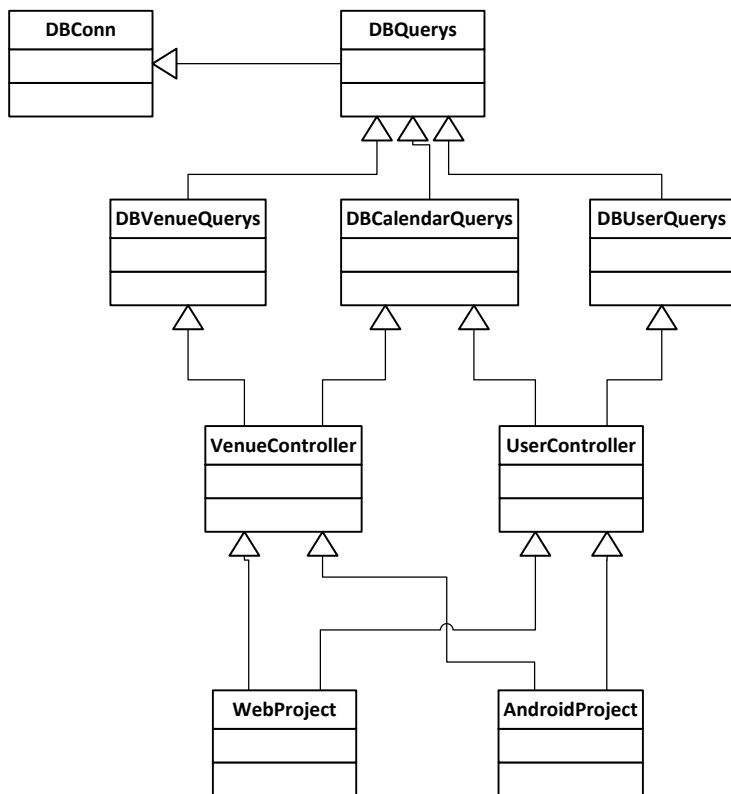 DBConn
DBQuerys
DBVenueQuerys
DBCalendarQuerys
DBUserQuerys
VenueController
UserController
WebProject
AndroidProject